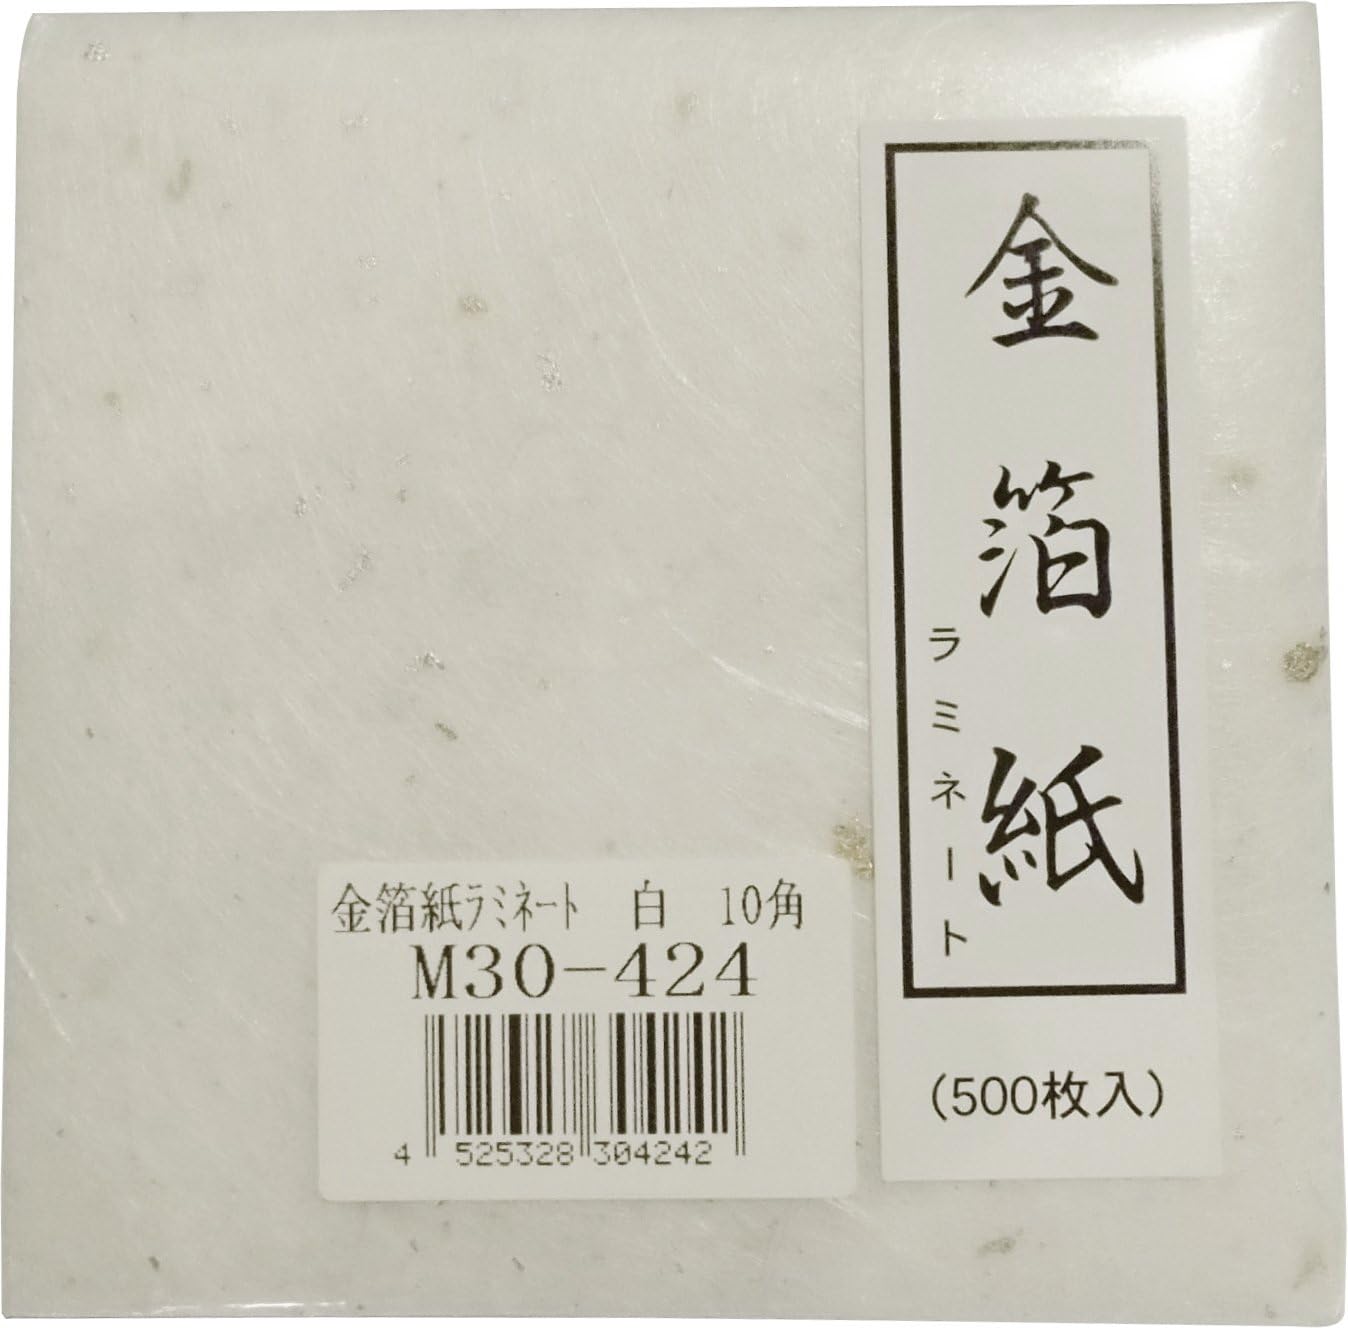 金箔紙
ラミネート
(500枚入)
金箔紙ﾗﾐﾈｰﾄ　白　10角
M30-424
4 525328 304242